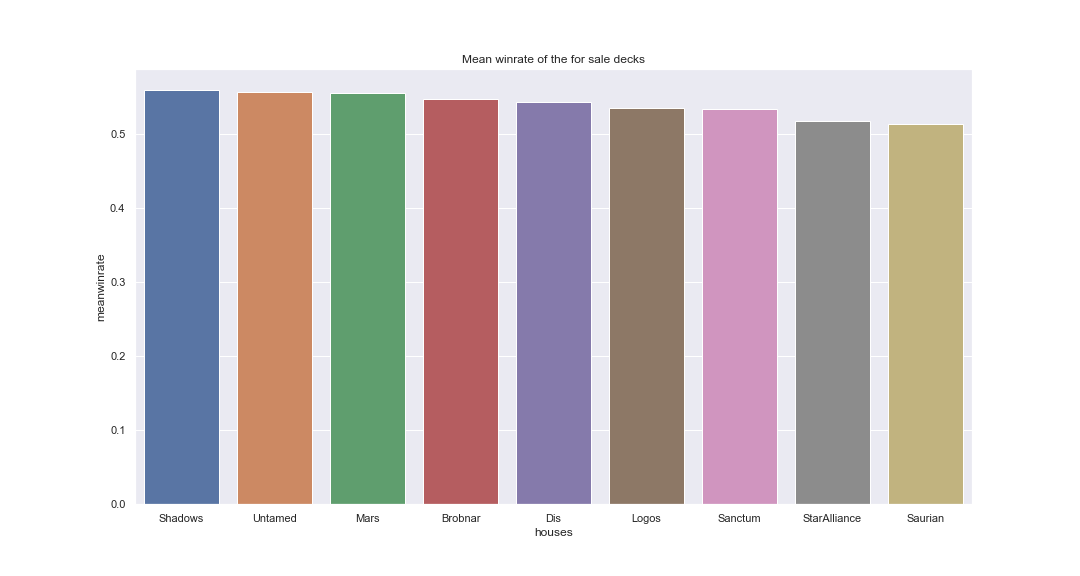 Mean winrate of the for sale decks
meanwinrate
0.5
0.4
0.3
0.2
0.1
0.0
Shadows Untamed Mars Brobnar Dis Logos Sanctum StarAlliance Saurian
houses